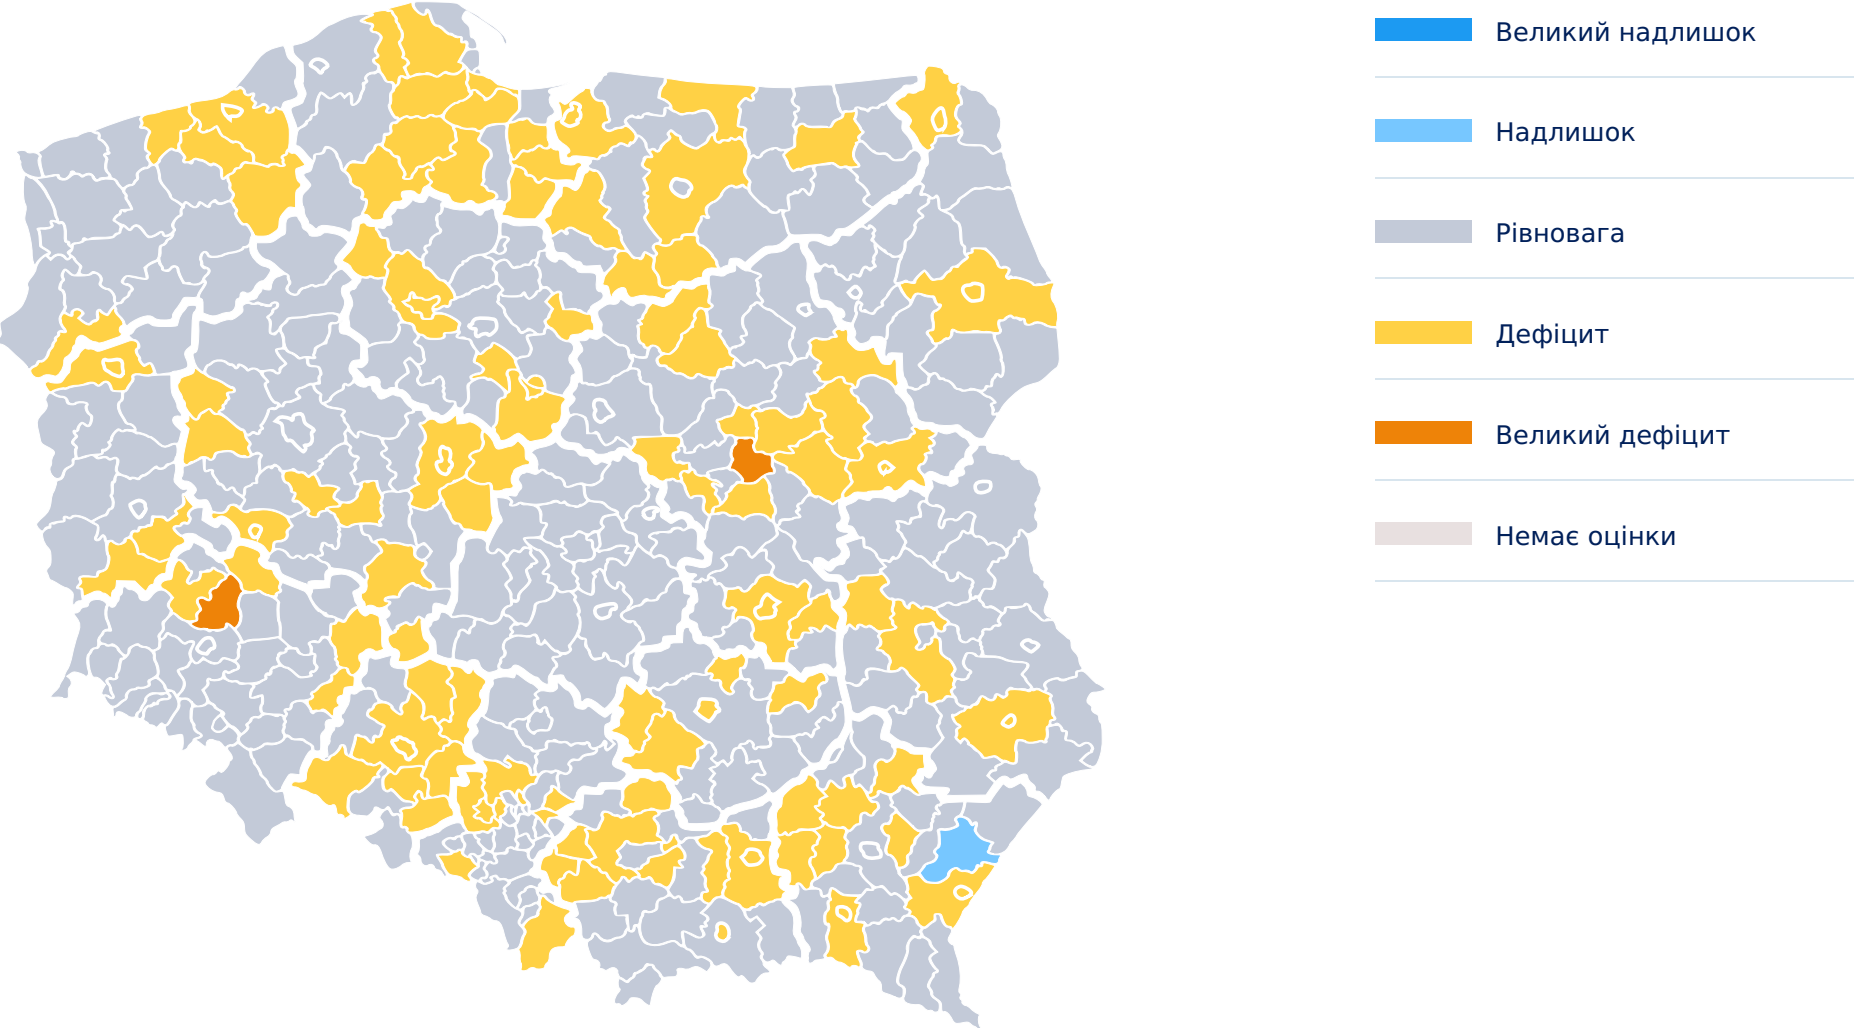 Великий надлишок
Надлишок
Рівновага
Дефіцит
Великий дефіцит
Немає оцінки